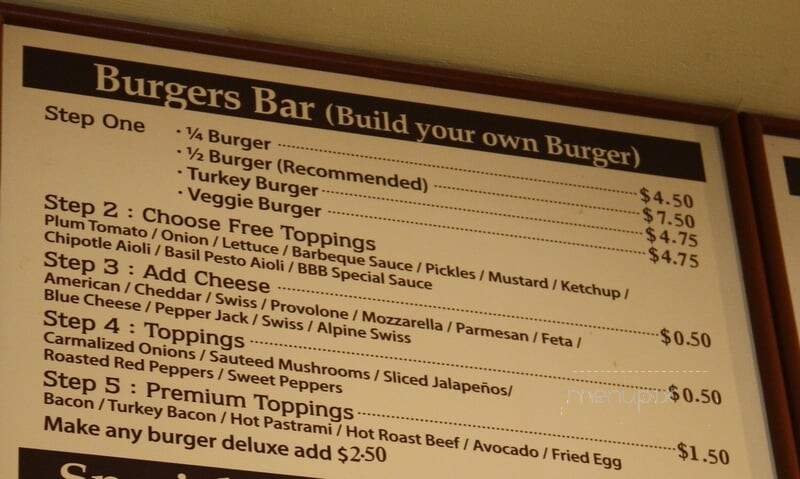 Burgers Bar (Build your own Burger)
Step One · ¼ Burger $4.50
· ½ Burger (Recommended) $7.50
· Turkey Burger $4.75
· Veggie Burger $4.75
Step 2 : Choose Free Toppings
Plum Tomato / Onion / Lettuce / Barbeque Sauce / Pickles / Mustard / Ketchup /
Chipotle Aioli / Basil Pesto Aioli / BBB Special Sauce
Step 3 : Add Cheese $0.50
American / Cheddar / Swiss / Provolone / Mozzarella / Parmesan / Feta /
Blue Cheese / Pepper Jack / Swiss / Alpine Swiss
Step 4 : Toppings $0.50
Carmalized Onions / Sauteed Mushrooms / Sliced Jalapeños/
Roasted Red Peppers / Sweet Peppers
Step 5 : Premium Toppings $1.50
Bacon / Turkey Bacon / Hot Pastrami / Hot Roast Beef / Avocado / Fried Egg
Make any burger deluxe add $2.50
menupix